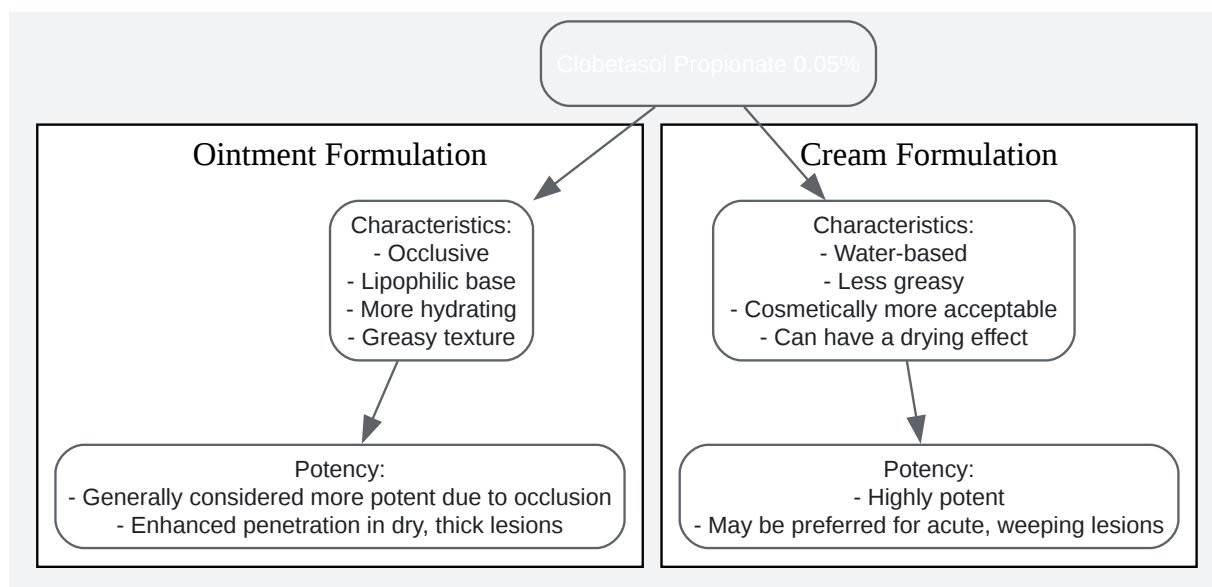 Clobetasol Propionate 0.05%
Ointment Formulation
Characteristics:
- Occlusive
- Lipophilic base
- More hydrating
- Greasy texture
Potency:
- Generally considered more potent due to occlusion
- Enhanced penetration in dry, thick lesions
Cream Formulation
Characteristics:
- Water-based
- Less greasy
- Cosmetically more acceptable
- Can have a drying effect
Potency:
- Highly potent
- May be preferred for acute, weeping lesions